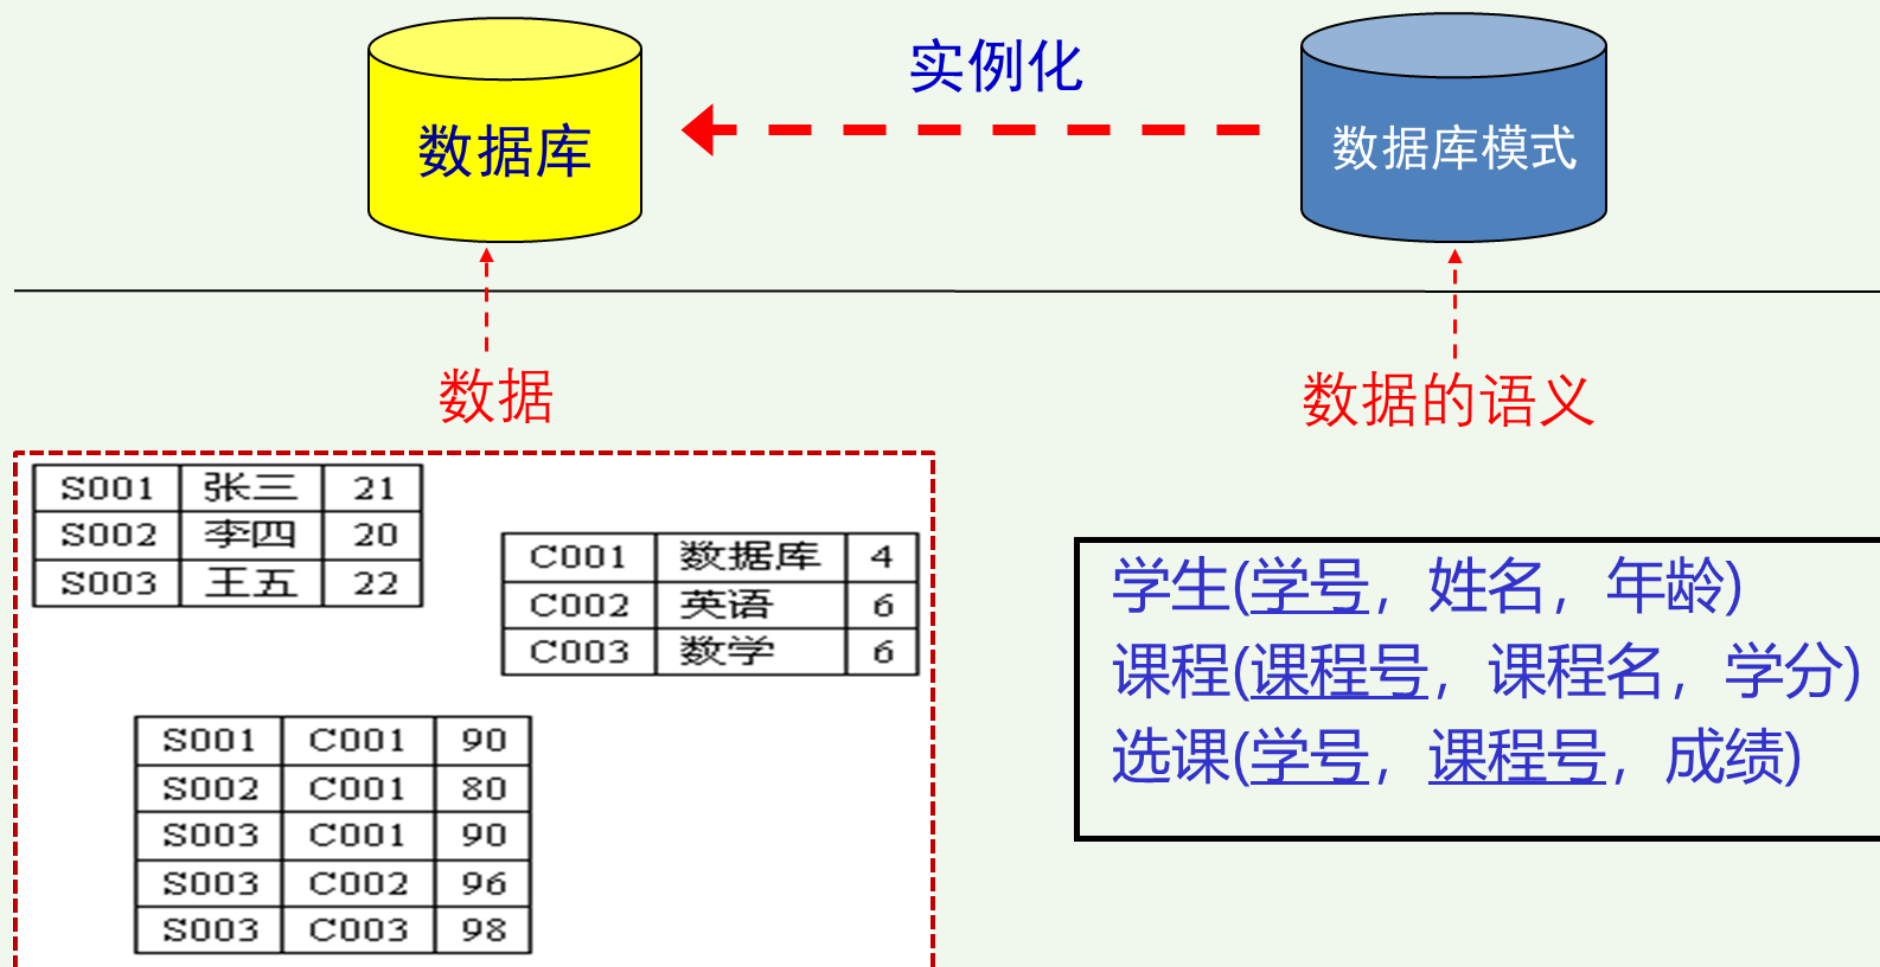 实例化
数据库
数据库模式
数据
数据的语义
S001 张三 21
S002 李四 20
S003 王五 22
C001 数据库 4
C002 英语 6
C003 数学 6
S001 C001 90
S002 C001 80
S003 C001 90
S003 C002 96
S003 C003 98
学生(学号，姓名，年龄)
课程(课程号，课程名，学分)
选课(学号，课程号，成绩)